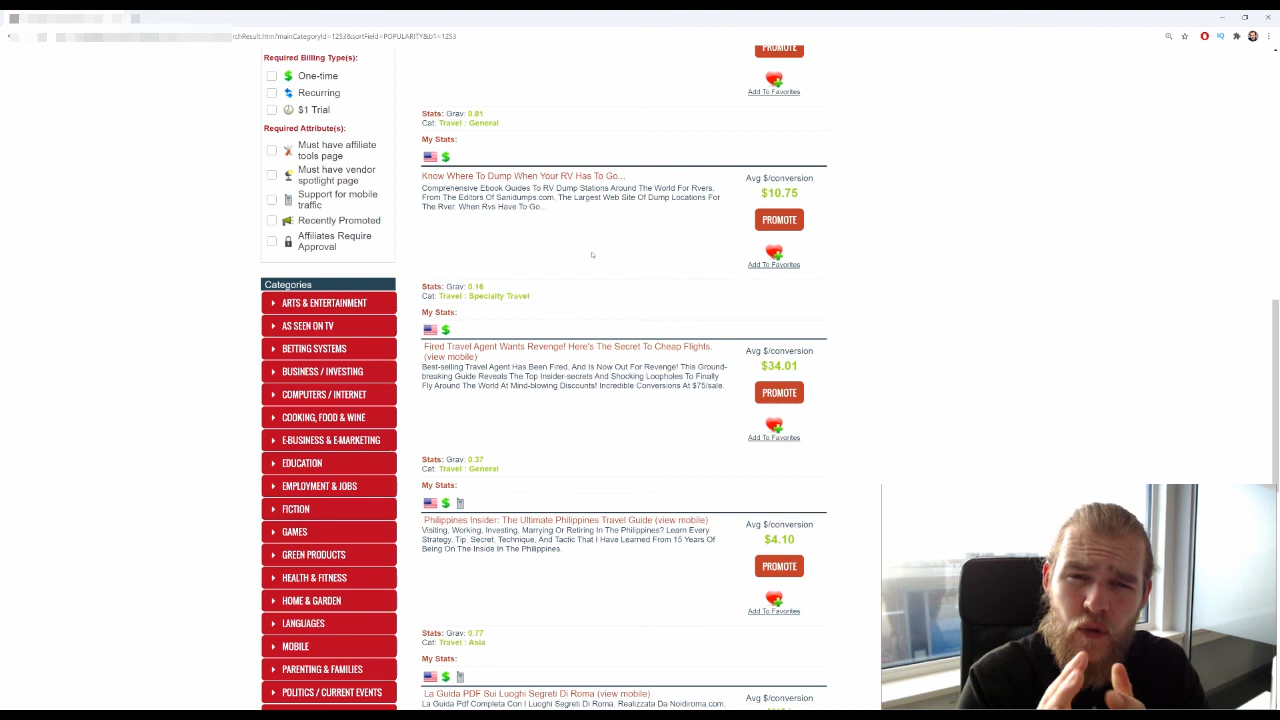 rchResult.htm?mainCategoryId=1253&sortField=POPULARITY&b1=1253
Required Billing Type(s):
One-time
Recurring
$1 Trial
Required Attribute(s):
Must have affiliate
tools page
Must have vendor
spotlight page
Support for mobile
traffic
Recently Promoted
Affiliates Require
Approval
Categories
ARTS & ENTERTAINMENT
AS SEEN ON TV
BETTING SYSTEMS
BUSINESS / INVESTING
COMPUTERS / INTERNET
COOKING, FOOD & WINE
E-BUSINESS & E-MARKETING
EDUCATION
EMPLOYMENT & JOBS
FICTION
GAMES
GREEN PRODUCTS
HEALTH & FITNESS
HOME & GARDEN
LANGUAGES
MOBILE
PARENTING & FAMILIES
POLITICS / CURRENT EVENTS
PROMOTE
Add To Favorites
Stats: Grav: 0.81
Cat: Travel : General
My Stats:
Know Where To Dump When Your RV Has To Go...
Comprehensive Ebook Guides To RV Dump Stations Around The World For Rvers.
From The Editors Of Sanidumps.com, The Largest Web Site Of Dump Locations For
The Rver. When Rvs Have To Go...
Avg $/conversion
$10.75
PROMOTE
Add To Favorites
Stats: Grav: 0.16
Cat: Travel : Specialty Travel
My Stats:
Fired Travel Agent Wants Revenge! Here's The Secret To Cheap Flights.
(view mobile)
Best-selling Travel Agent Has Been Fired, And Is Now Out For Revenge! This Ground-
breaking Guide Reveals The Top Insider-secrets And Shocking Loopholes To Finally
Fly Around The World At Mind-blowing Discounts! Incredible Conversions At $75/sale.
Avg $/conversion
$34.01
PROMOTE
Add To Favorites
Stats: Grav: 0.37
Cat: Travel : General
My Stats:
Philippines Insider: The Ultimate Philippines Travel Guide (view mobile)
Visiting, Working, Investing, Marrying Or Retiring In The Philippines? Learn Every
Strategy, Tip, Secret, Technique, And Tactic That I Have Learned From 15 Years Of
Being On The Inside In The Philippines.
Avg $/conversion
$4.10
PROMOTE
Add To Favorites
Stats: Grav: 0.77
Cat: Travel : Asia
My Stats:
La Guida PDF Sui Luoghi Segreti Di Roma (view mobile)
La Guida Pdf Completa Con I Luoghi Segreti Di Roma. Realizzata Da Noidiroma.com.
Avg $/conversion